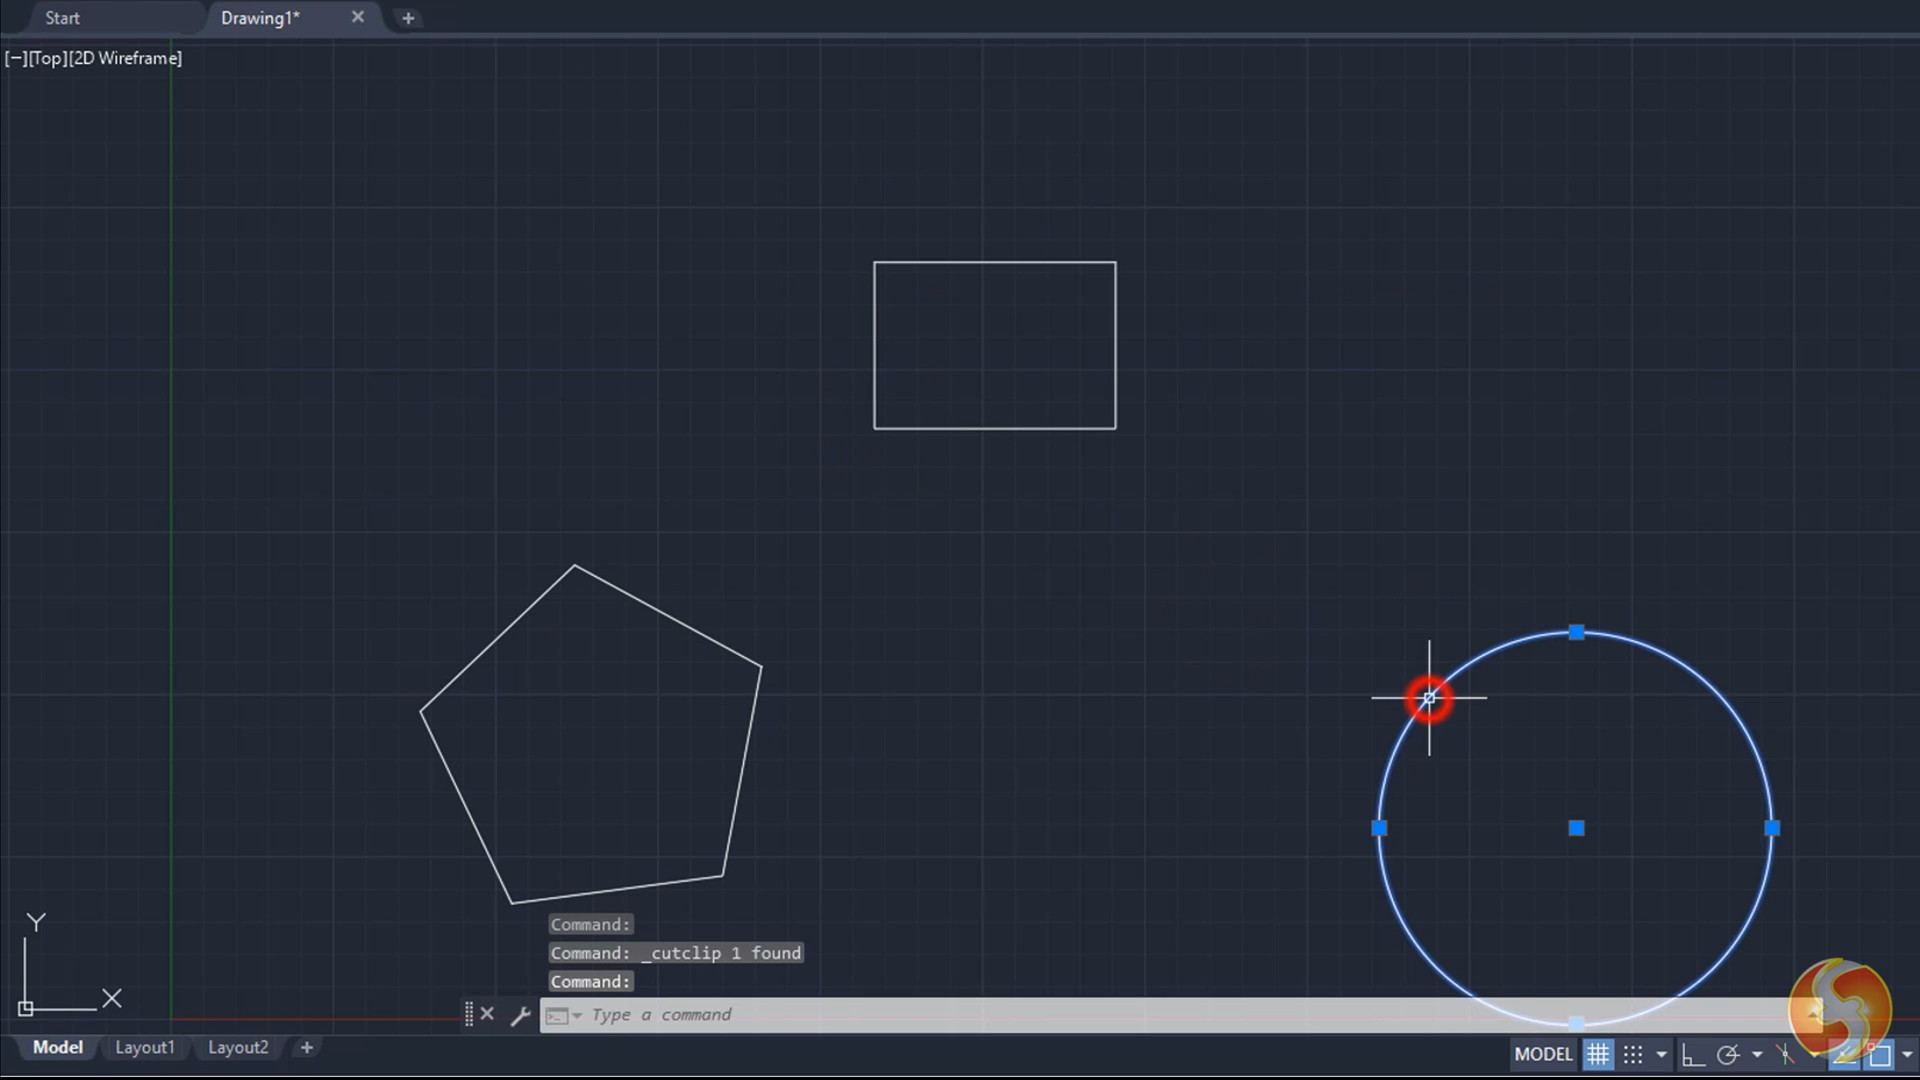 Start
Drawing1*
[−][Top][2D Wireframe]
Command:
Command: _cutclip 1 found
Command:
Type a command
Y
X
Model
Layout1
Layout2
MODEL